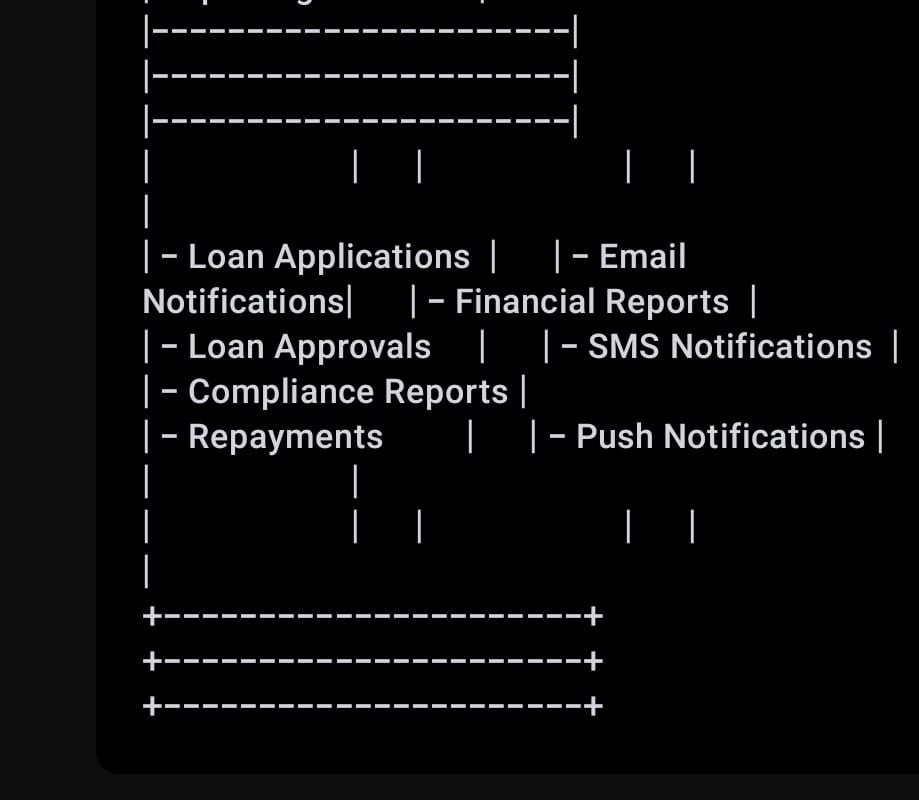 |----------------------|
|----------------------|
|----------------------|
|                     |      |                     |      |
|
| - Loan Applications  |      | - Email
Notifications|      | - Financial Reports  |
| - Loan Approvals     |      | - SMS Notifications  |
| - Compliance Reports |
| - Repayments         |      | - Push Notifications |
|                     |
|                     |      |                     |      |
|
+----------------------+
+----------------------+
+----------------------+